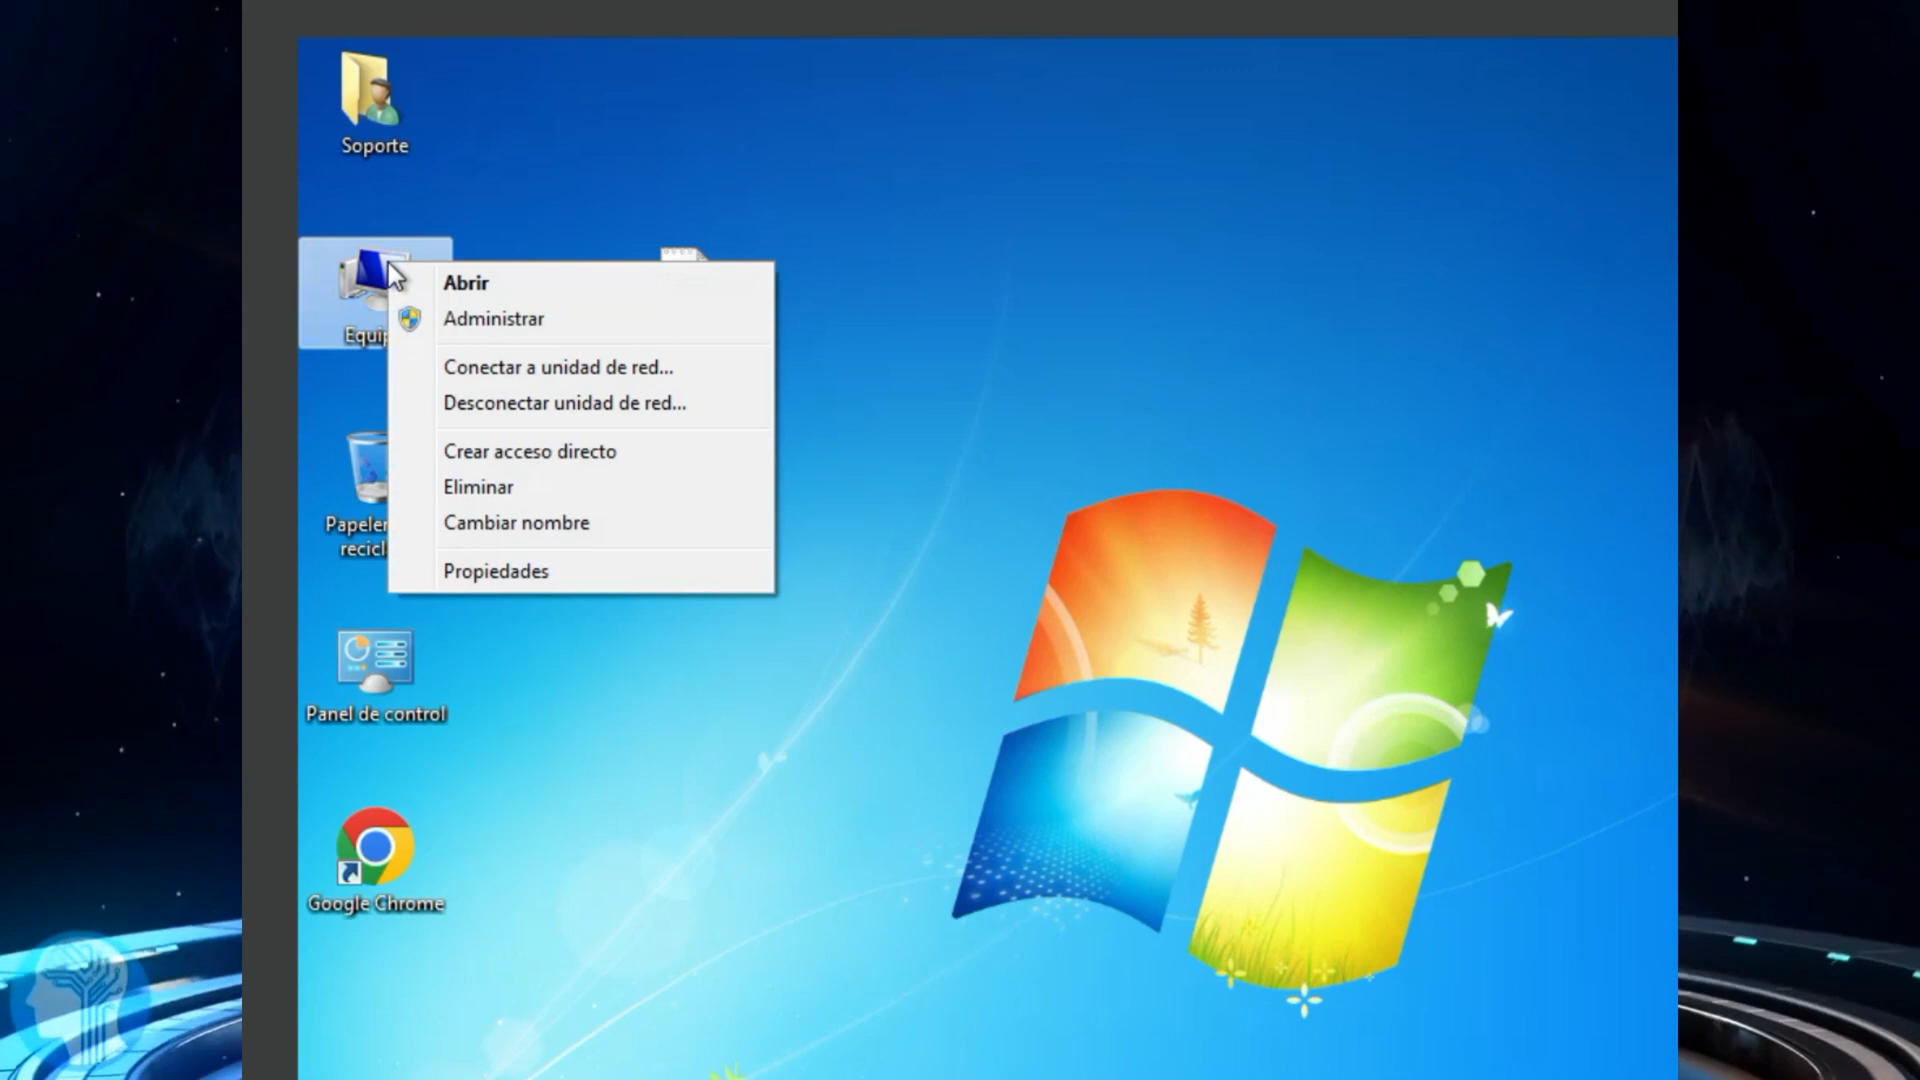 Soporte
Abrir
Administrar
Conectar a unidad de red...
Desconectar unidad de red...
Crear acceso directo
Eliminar
Cambiar nombre
Propiedades
Equip
Papeler
recicl
Panel de control
Google Chrome